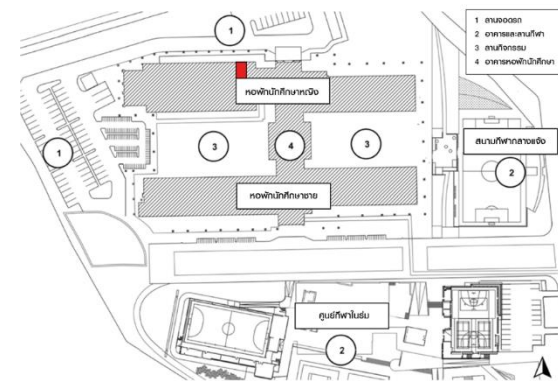 1 ลานจอดรถ
2 อาคารและลานกีฬา
3 ลานกิจกรรม
4 อาคารหอพักนักศึกษา
1
หอพักนักศึกษาหญิง
1
3
4
3
สนามกีฬากลางแจ้ง
2
หอพักนักศึกษาชาย
ศูนย์กีฬาในร่ม
2